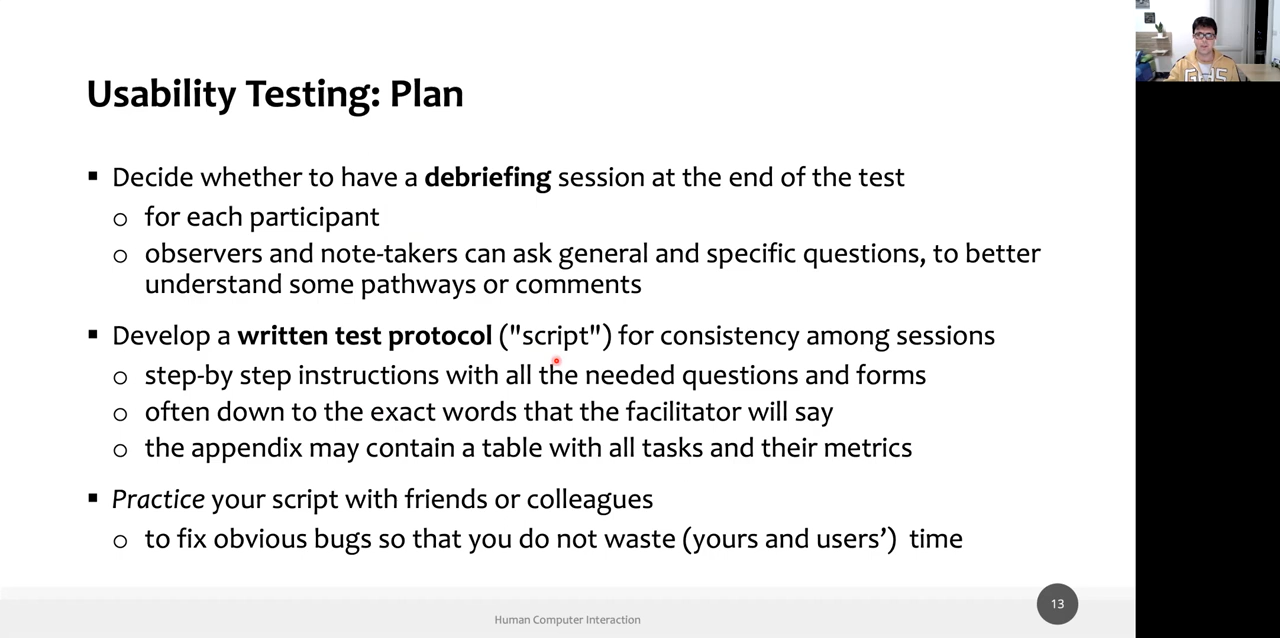 Usability Testing: Plan
▪ Decide whether to have a debriefing session at the end of the test
o for each participant
o observers and note-takers can ask general and specific questions, to better
understand some pathways or comments
▪ Develop a written test protocol ("script") for consistency among sessions
o step-by step instructions with all the needed questions and forms
o often down to the exact words that the facilitator will say
o the appendix may contain a table with all tasks and their metrics
▪ Practice your script with friends or colleagues
o to fix obvious bugs so that you do not waste (yours and users’) time
13
Human Computer Interaction